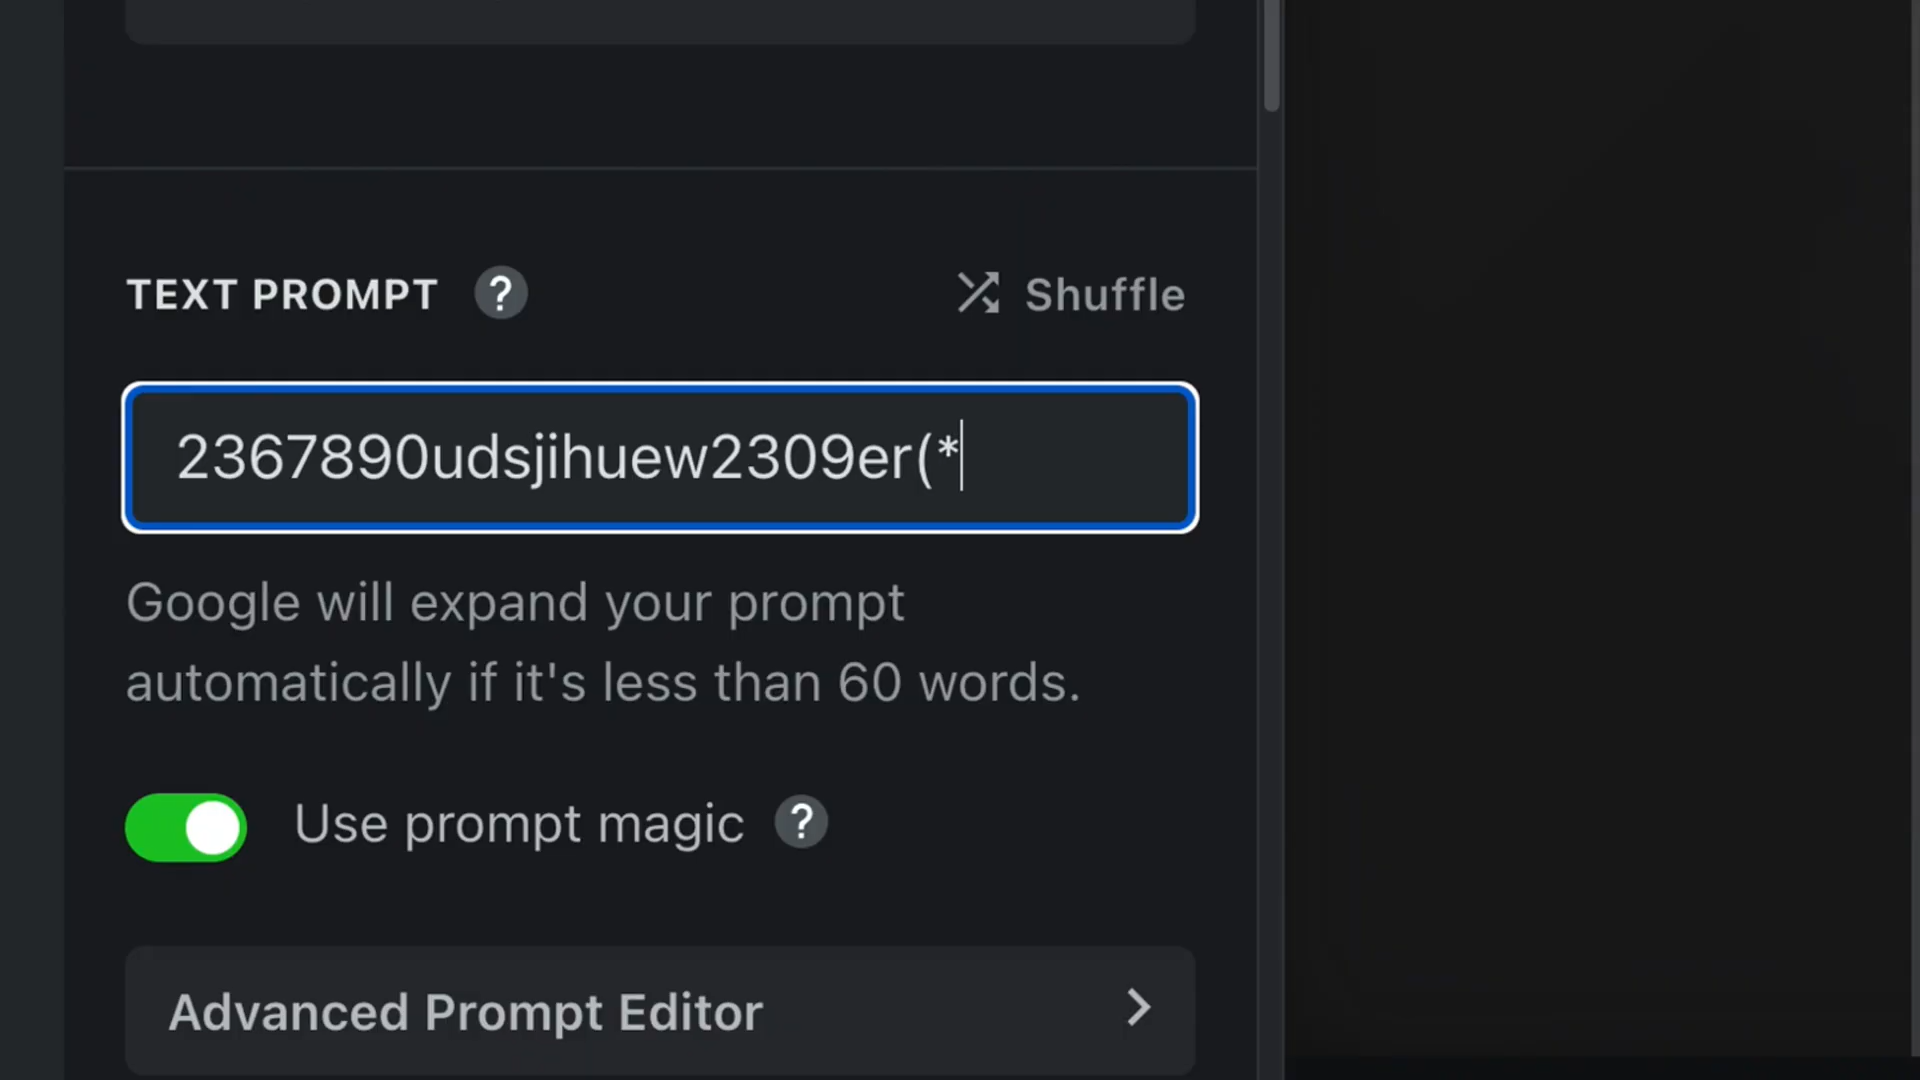 TEXT PROMPT ? Shuffle
2367890udsjihuew2309er(*
Google will expand your prompt
automatically if it's less than 60 words.
Use prompt magic ?
Advanced Prompt Editor